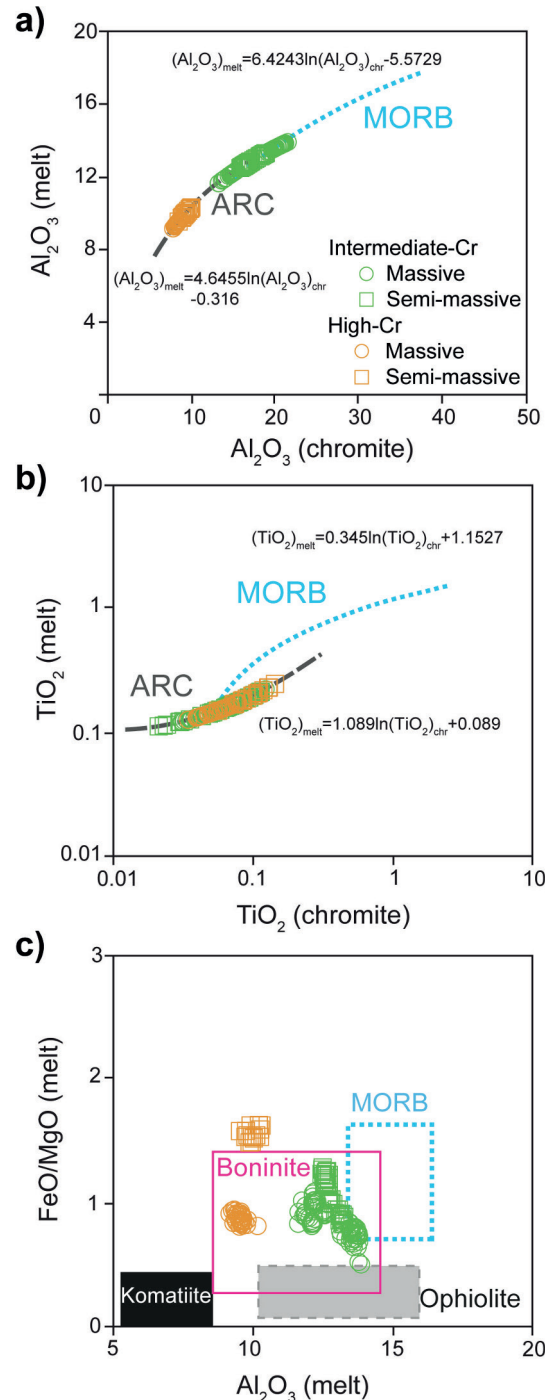 a)
20
(Al₂O₃)melt=6.4243ln(Al₂O₃)chr-5.5729
16
MORB
12
ARC
8
4
Al₂O₃ (melt)
Intermediate-Cr
Massive
Semi-massive
High-Cr
Massive
Semi-massive
(Al₂O₃)melt=4.6455ln(Al₂O₃)chr
-0.316
0 10 20 30 40 50
Al₂O₃ (chromite)
b)
10
(TiO₂)melt=0.345ln(TiO₂)chr+1.1527
MORB
1
TiO₂ (melt)
ARC
0.1
(TiO₂)melt=1.089ln(TiO₂)chr+0.089
0.01
0.01 0.1 1 10
TiO₂ (chromite)
c)
3
FeO/MgO (melt)
2
MORB
Boninite
1
Komatiite
Ophiolite
0
5 10 15 20
Al₂O₃ (melt)